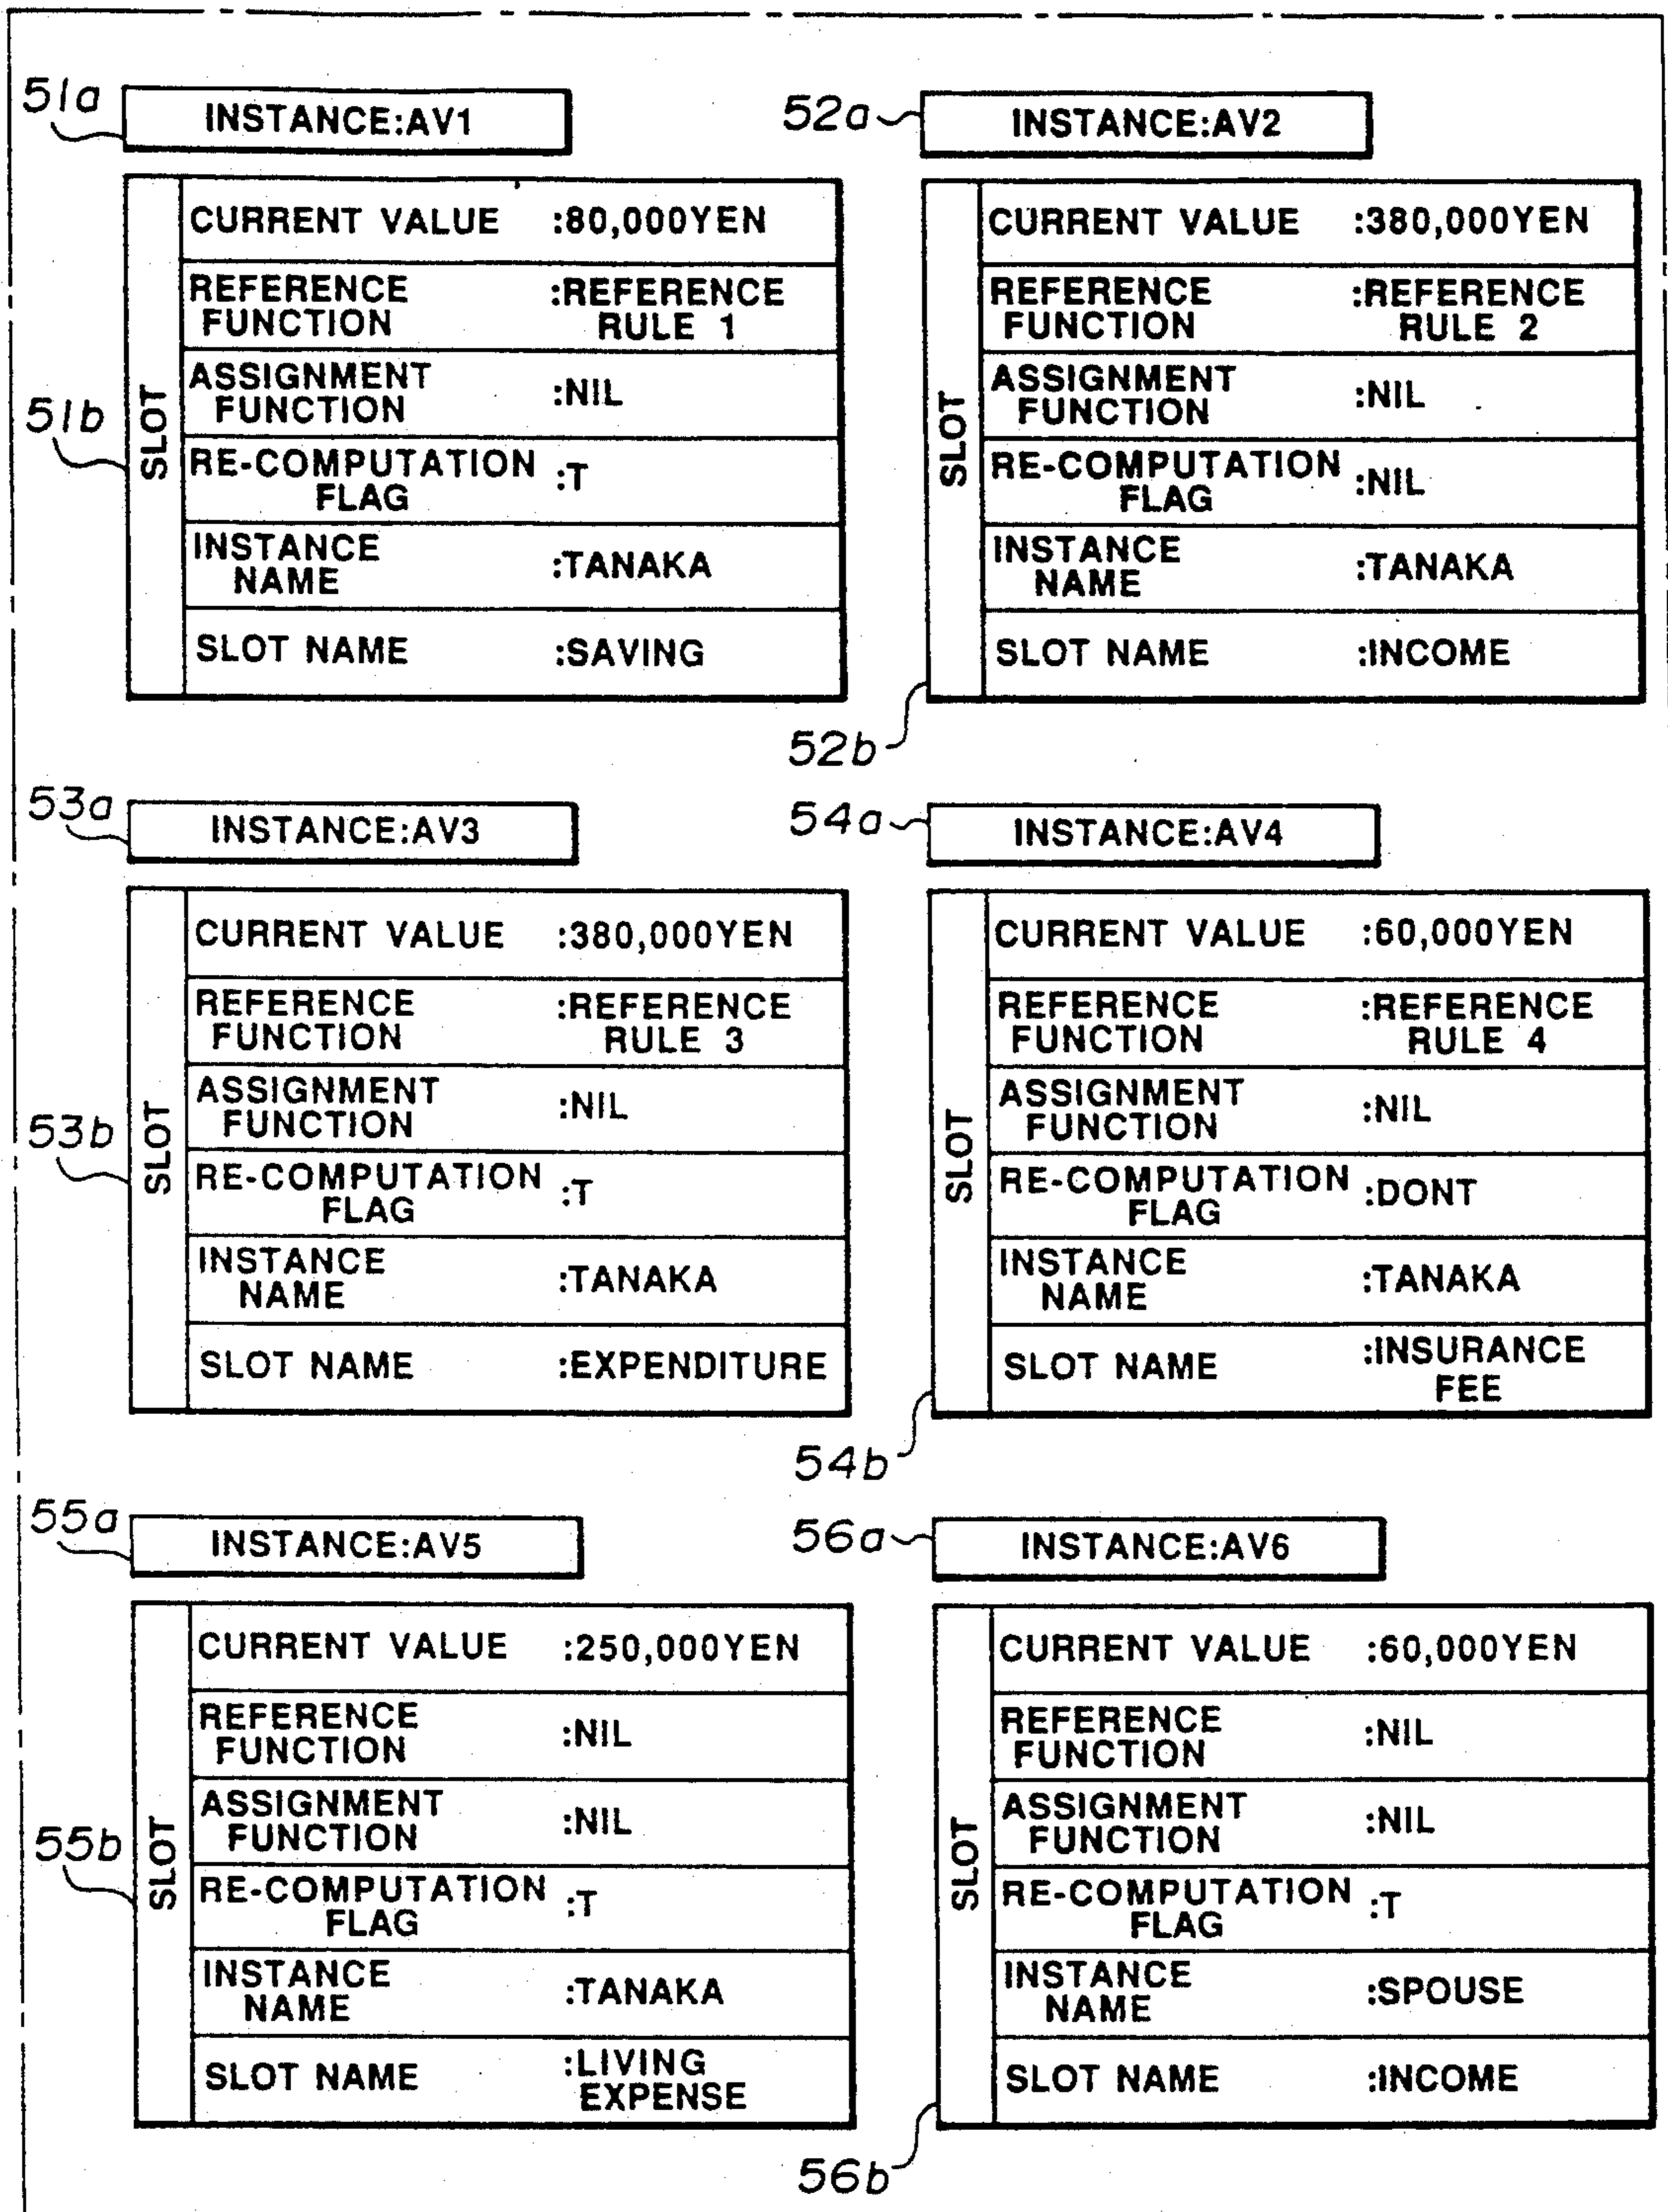 51a
INSTANCE:AV1
51b
SLOT
CURRENT VALUE :80,000YEN
REFERENCE :REFERENCE
FUNCTION RULE 1
ASSIGNMENT
FUNCTION :NIL
RE-COMPUTATION :T
FLAG
INSTANCE
NAME :TANAKA
SLOT NAME :SAVING
52a
INSTANCE:AV2
SLOT
CURRENT VALUE :380,000YEN
REFERENCE :REFERENCE
FUNCTION RULE 2
ASSIGNMENT
FUNCTION :NIL
RE-COMPUTATION :NIL
FLAG
INSTANCE
NAME :TANAKA
SLOT NAME :INCOME
52b
53a
INSTANCE:AV3
53b
SLOT
CURRENT VALUE :380,000YEN
REFERENCE :REFERENCE
FUNCTION RULE 3
ASSIGNMENT
FUNCTION :NIL
RE-COMPUTATION :T
FLAG
INSTANCE
NAME :TANAKA
SLOT NAME :EXPENDITURE
54a
INSTANCE:AV4
SLOT
CURRENT VALUE :60,000YEN
REFERENCE :REFERENCE
FUNCTION RULE 4
ASSIGNMENT
FUNCTION :NIL
RE-COMPUTATION :DONT
FLAG
INSTANCE
NAME :TANAKA
SLOT NAME :INSURANCE
FEE
54b
55a
INSTANCE:AV5
55b
SLOT
CURRENT VALUE :250,000YEN
REFERENCE
FUNCTION :NIL
ASSIGNMENT
FUNCTION :NIL
RE-COMPUTATION :T
FLAG
INSTANCE
NAME :TANAKA
SLOT NAME :LIVING
EXPENSE
56a
INSTANCE:AV6
SLOT
CURRENT VALUE :60,000YEN
REFERENCE
FUNCTION :NIL
ASSIGNMENT
FUNCTION :NIL
RE-COMPUTATION :T
FLAG
INSTANCE
NAME :SPOUSE
SLOT NAME :INCOME
56b